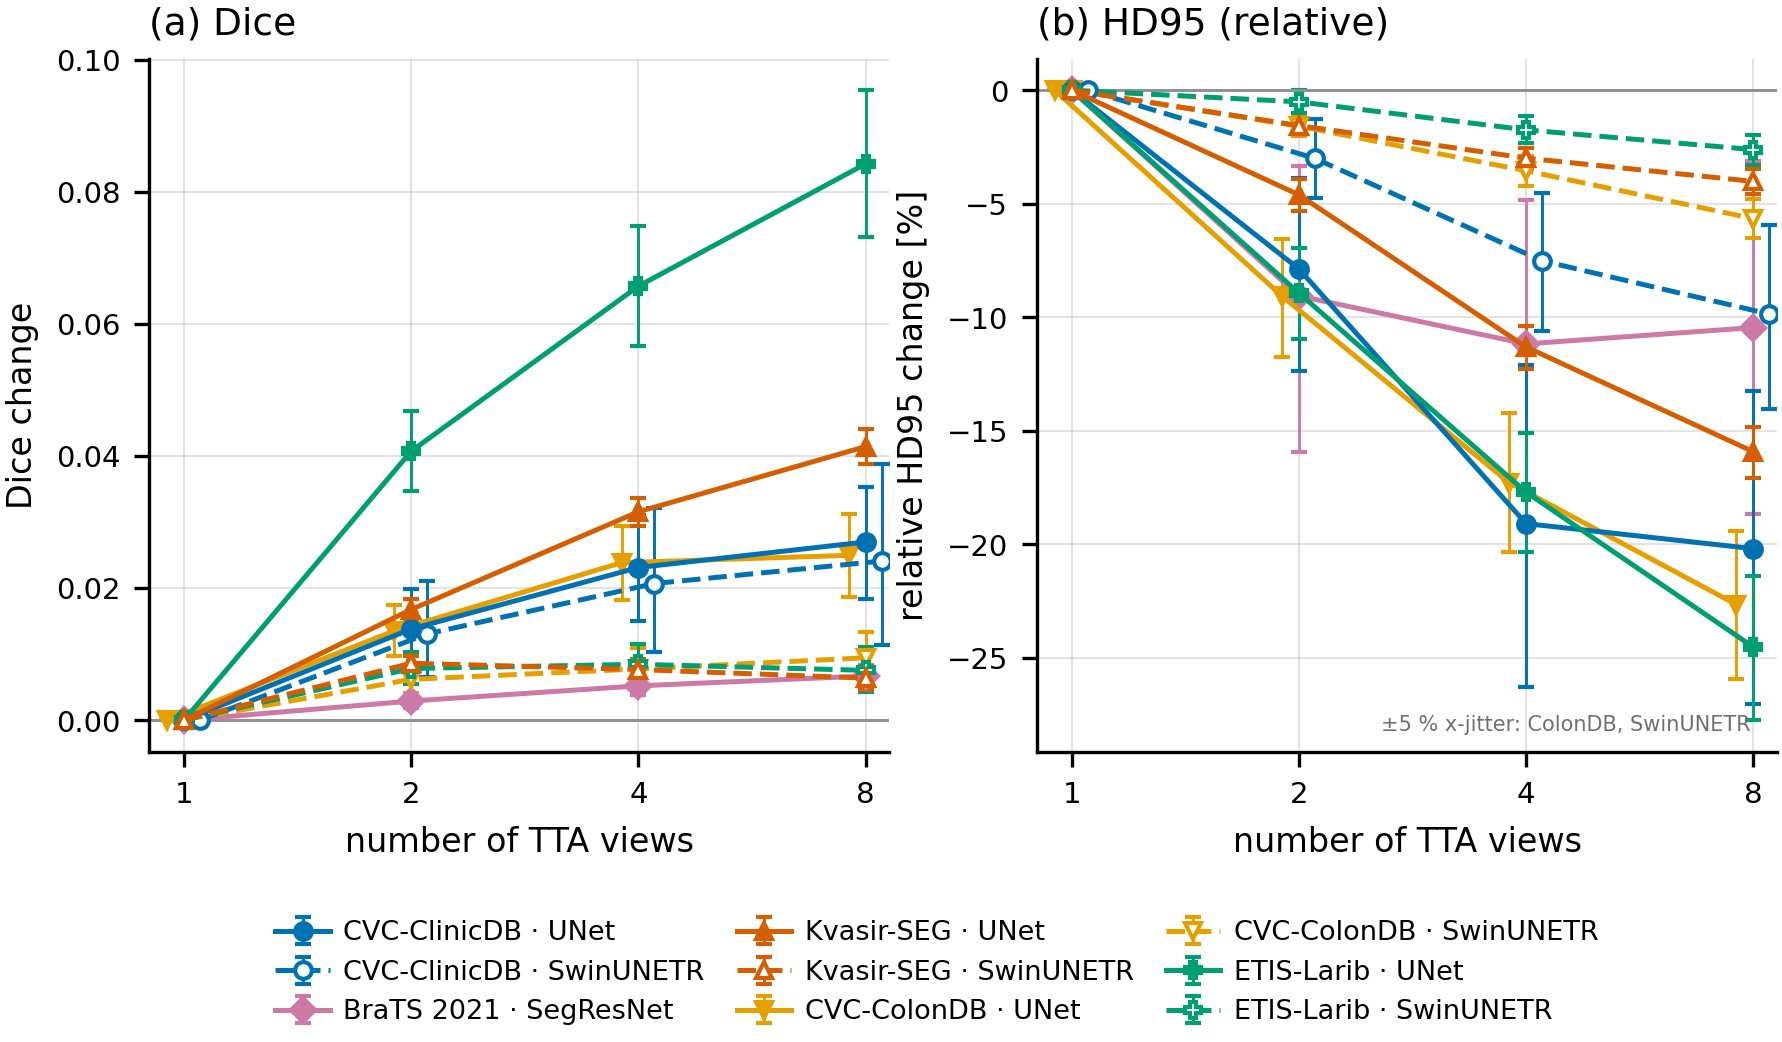 (a) Dice
(b) HD95 (relative)
Dice change
0.10
0.08
0.06
0.04
0.02
0.00
1
2
4
8
number of TTA views
relative HD95 change [%]
0
−5
−10
−15
−20
−25
±5 % x-jitter: ColonDB, SwinUNETR
1
2
4
8
number of TTA views
CVC-ClinicDB · UNet
CVC-ClinicDB · SwinUNETR
BraTS 2021 · SegResNet
Kvasir-SEG · UNet
Kvasir-SEG · SwinUNETR
CVC-ColonDB · UNet
CVC-ColonDB · SwinUNETR
ETIS-Larib · UNet
ETIS-Larib · SwinUNETR